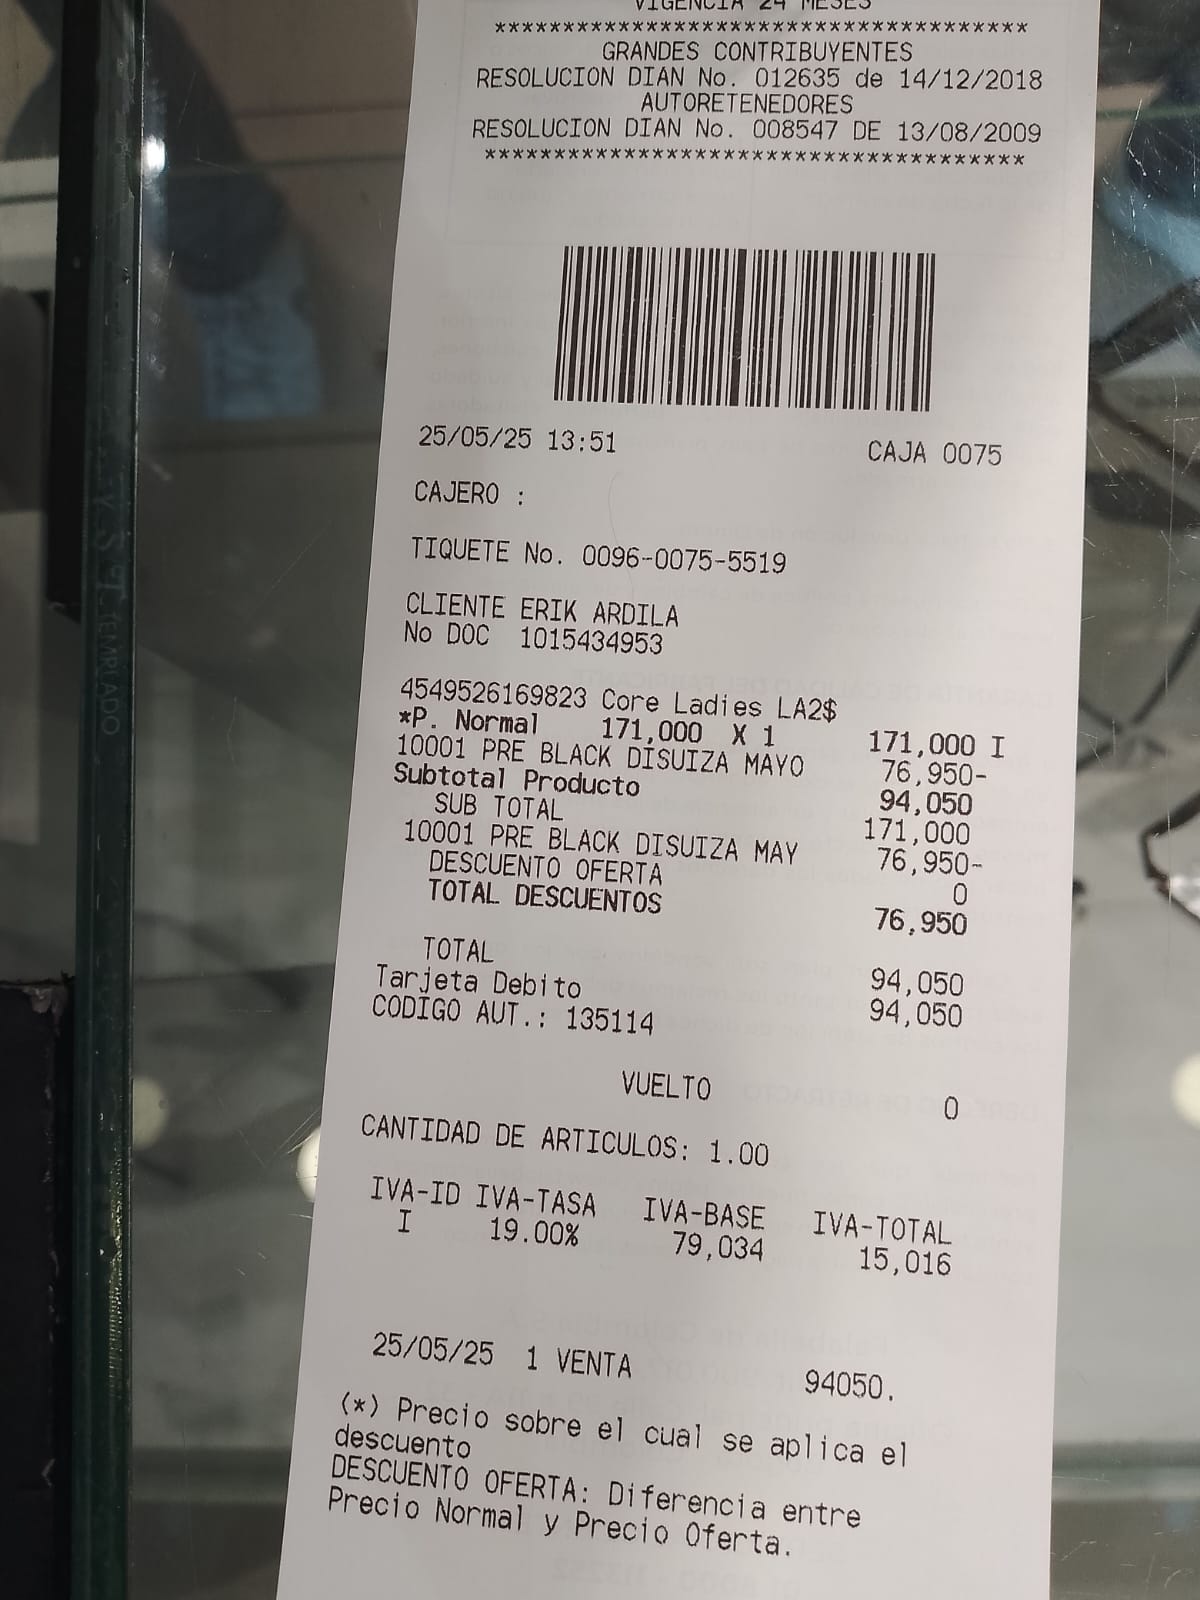 VIGENCIA 24 MESES
***************************************
GRANDES CONTRIBUYENTES
RESOLUCION DIAN No. 012635 de 14/12/2018
AUTORETENEDORES
RESOLUCION DIAN No. 008547 DE 13/08/2009
***************************************
25/05/25 13:51 CAJA 0075
CAJERO :
TIQUETE No. 0096-0075-5519
CLIENTE ERIK ARDILA
No DOC 1015434953
4549526169823 Core Ladies LA2$
*P. Normal 171,000 X 1 171,000 I
10001 PRE BLACK DISUIZA MAYO 76,950-
Subtotal Producto 94,050
SUB TOTAL 171,000
10001 PRE BLACK DISUIZA MAY 76,950-
DESCUENTO OFERTA 0
TOTAL DESCUENTOS 76,950
TOTAL 94,050
Tarjeta Debito 94,050
CODIGO AUT.: 135114
VUELTO 0
CANTIDAD DE ARTICULOS: 1.00
IVA-ID IVA-TASA IVA-BASE IVA-TOTAL
I 19.00% 79,034 15,016
25/05/25 1 VENTA 94050.
(*) Precio sobre el cual se aplica el
descuento
DESCUENTO OFERTA: Diferencia entre
Precio Normal y Precio Oferta.
TEMPLADO